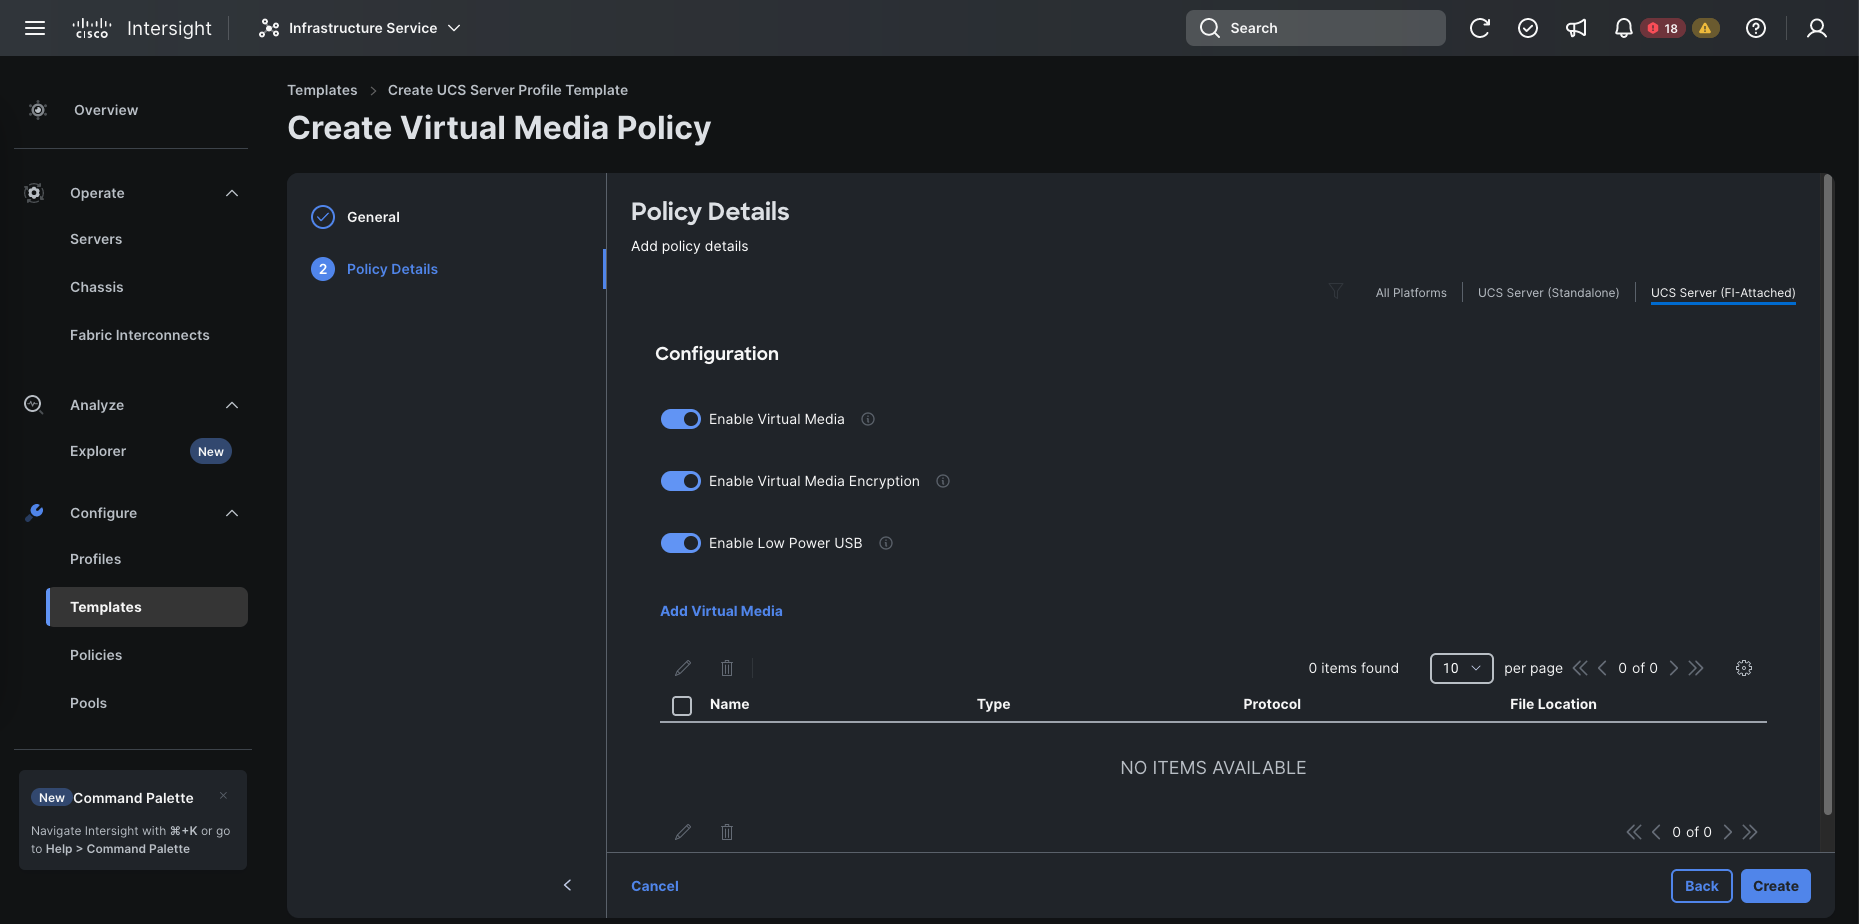 CISCO Intersight Infrastructure Service Search 18
Overview
Operate
Servers
Chassis
Fabric Interconnects
Analyze
Explorer New
Configure
Profiles
Templates
Policies
Pools
New Command Palette
Navigate Intersight with ⌘+K or go
to Help > Command Palette
Templates > Create UCS Server Profile Template
Create Virtual Media Policy
General
2 Policy Details
Policy Details
Add policy details
All Platforms UCS Server (Standalone) UCS Server (FI-Attached)
Configuration
Enable Virtual Media
Enable Virtual Media Encryption
Enable Low Power USB
Add Virtual Media
0 items found 10 per page 0 of 0
Name Type Protocol File Location
NO ITEMS AVAILABLE
0 of 0
Cancel Back Create